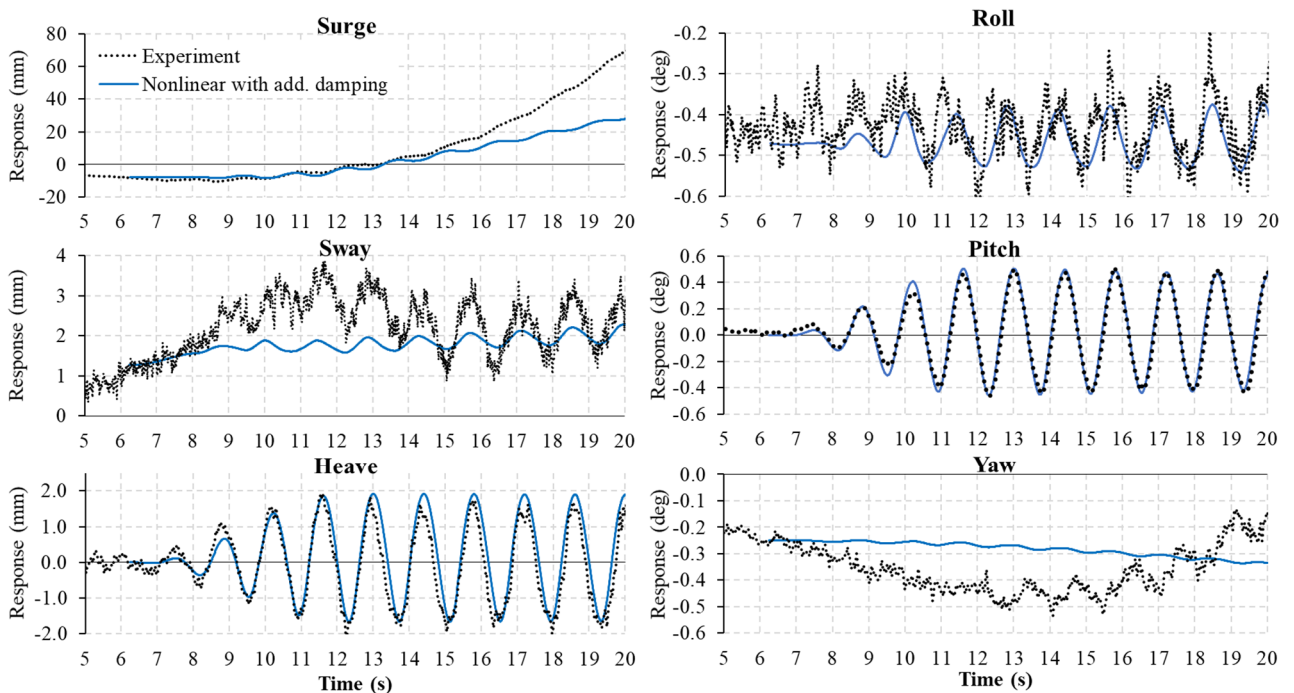 Surge
Response (mm)
80
60
40
20
0
-20
Experiment
Nonlinear with add. damping
5 6 7 8 9 10 11 12 13 14 15 16 17 18 19 20
Roll
Response (deg)
-0.2
-0.3
-0.4
-0.5
-0.6
5 6 7 8 9 10 11 12 13 14 15 16 17 18 19 20
Sway
Response (mm)
4
3
2
1
0
5 6 7 8 9 10 11 12 13 14 15 16 17 18 19 20
Pitch
Response (deg)
0.6
0.4
0.2
0.0
-0.2
-0.4
-0.6
5 6 7 8 9 10 11 12 13 14 15 16 17 18 19 20
Heave
Response (mm)
2.0
1.0
0.0
-1.0
-2.0
5 6 7 8 9 10 11 12 13 14 15 16 17 18 19 20
Time (s)
Yaw
Response (deg)
0.0
-0.1
-0.2
-0.3
-0.4
-0.5
-0.6
5 6 7 8 9 10 11 12 13 14 15 16 17 18 19 20
Time (s)